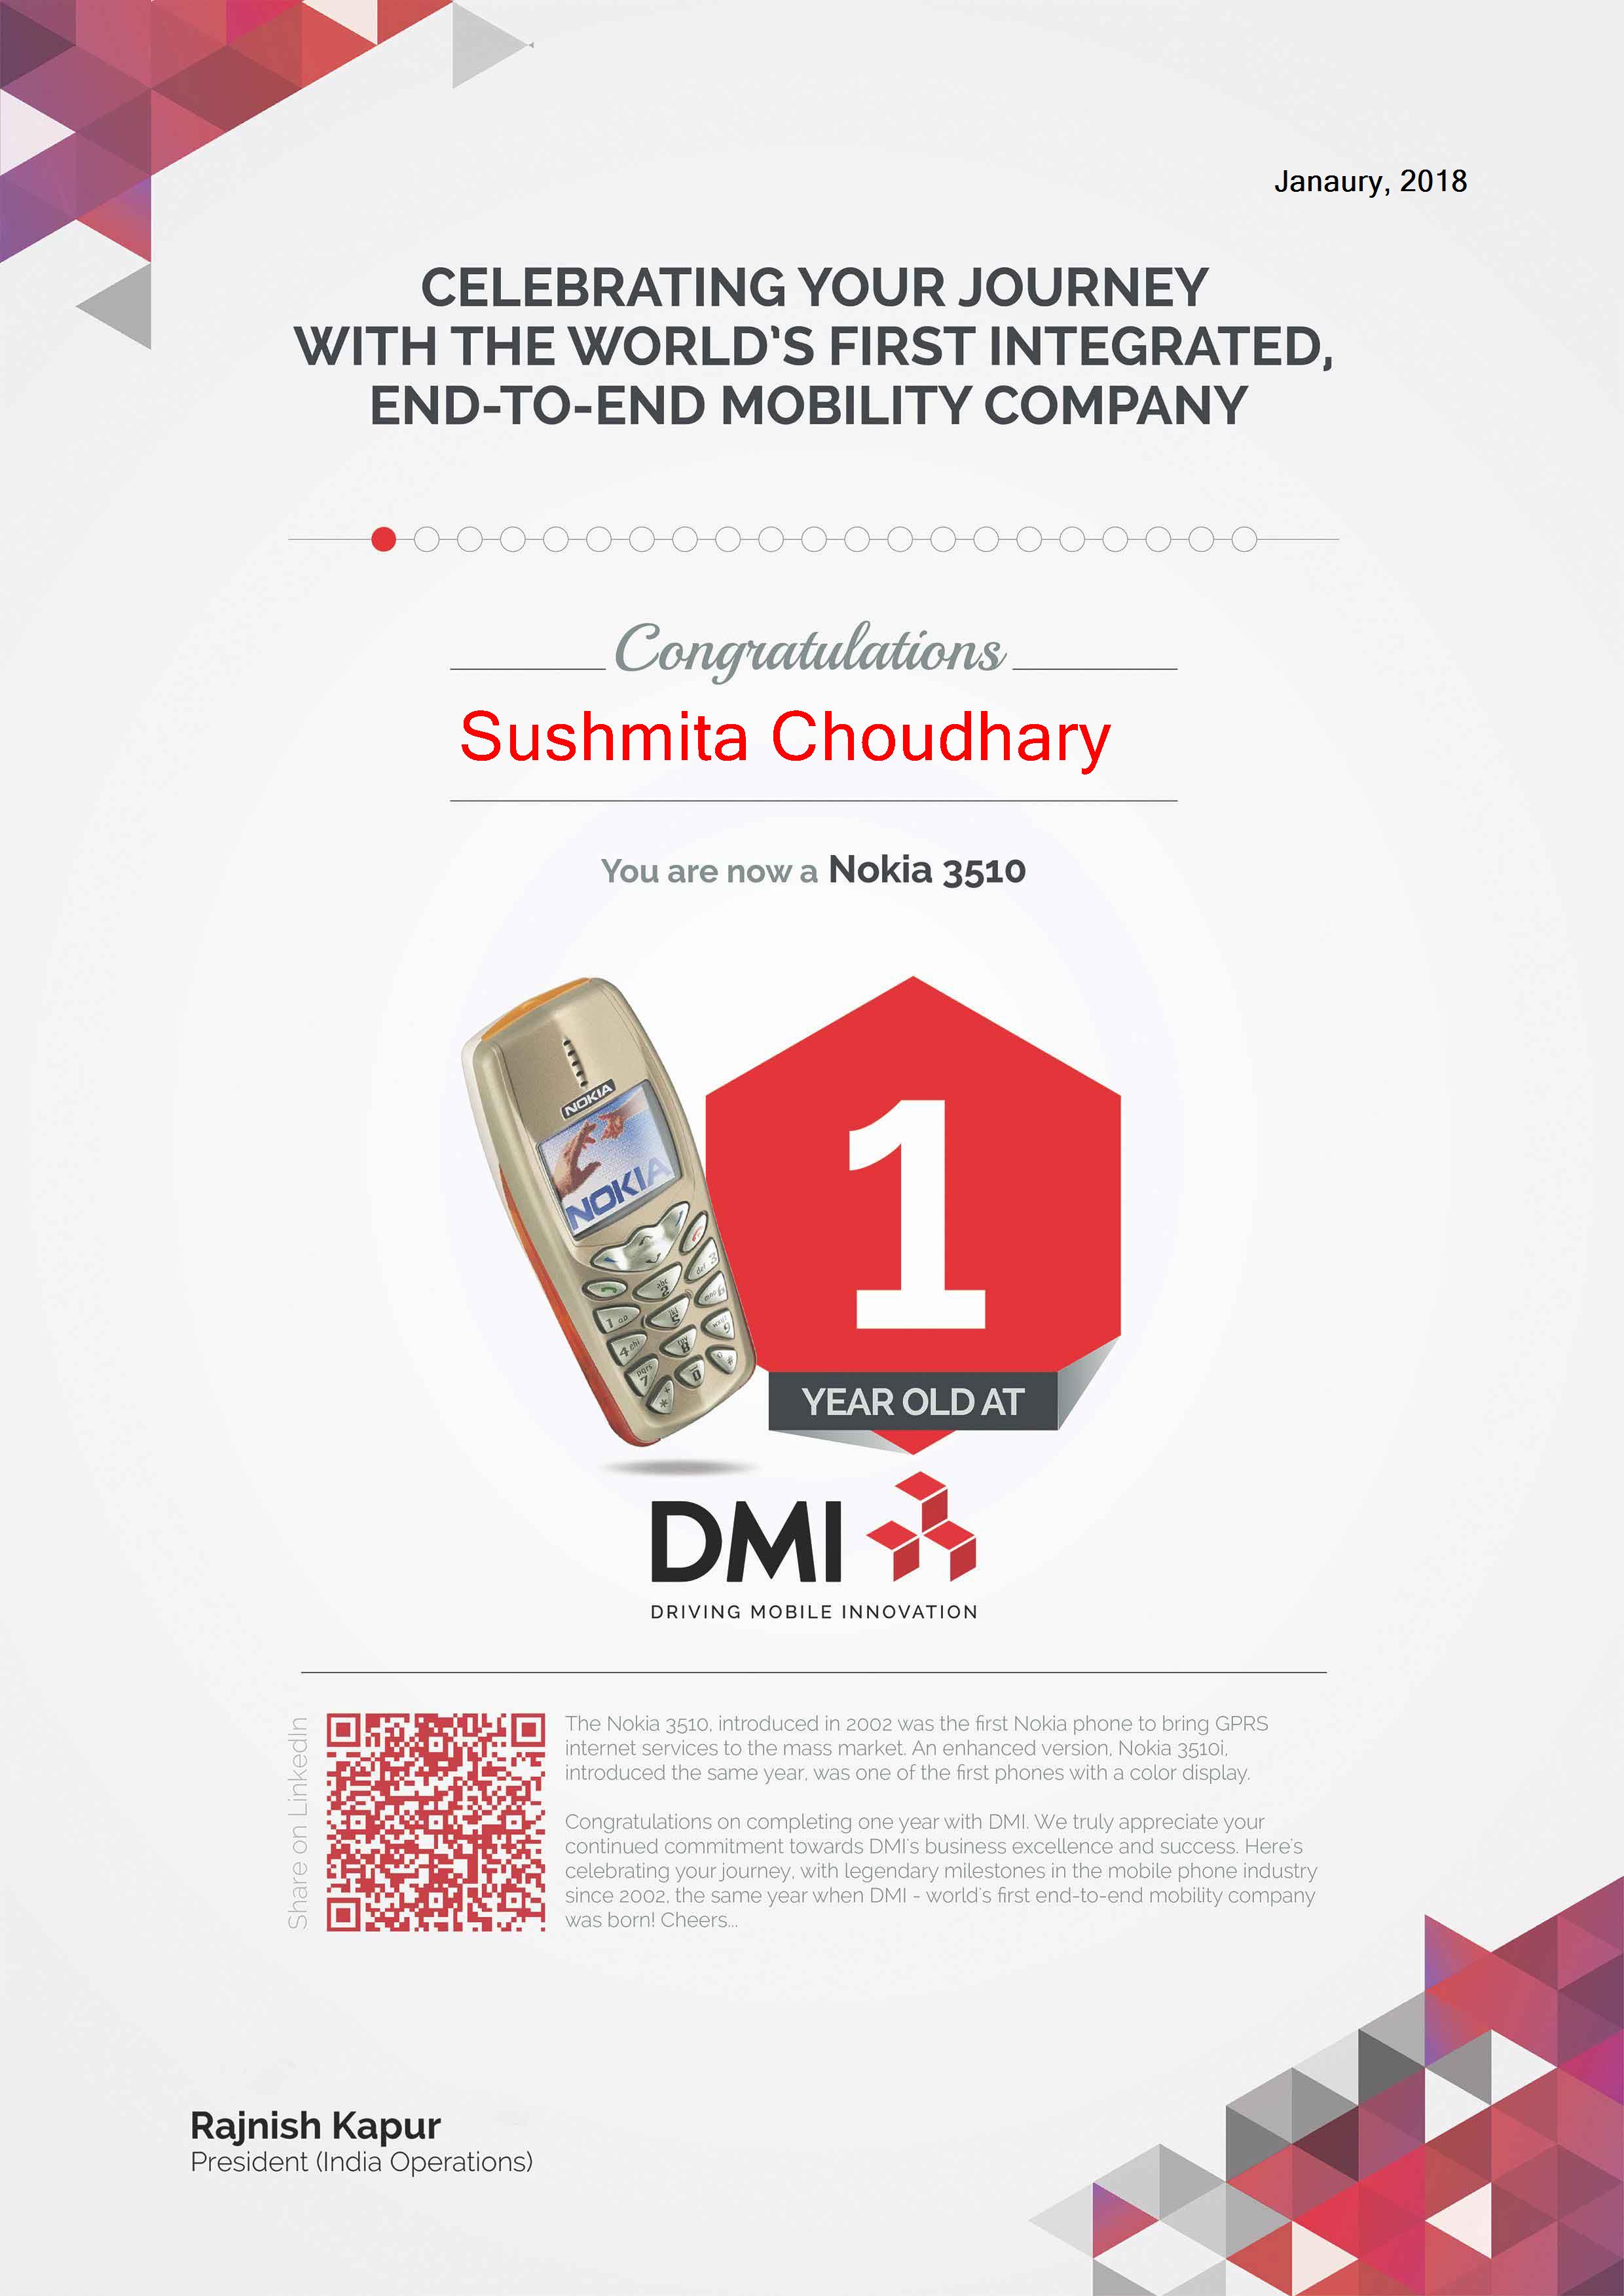 Janaury, 2018
CELEBRATING YOUR JOURNEY
WITH THE WORLD'S FIRST INTEGRATED,
END-TO-END MOBILITY COMPANY
Congratulations
Sushmita Choudhary
You are now a Nokia 3510
NOKIA
NOKIA
1
YEAR OLD AT
DMI
DRIVING MOBILE INNOVATION
Share on LinkedIn
The Nokia 3510, introduced in 2002 was the first Nokia phone to bring GPRS
internet services to the mass market. An enhanced version, Nokia 3510i,
introduced the same year, was one of the first phones with a color display.
Congratulations on completing one year with DMI. We truly appreciate your
continued commitment towards DMI's business excellence and success. Here's
celebrating your journey, with legendary milestones in the mobile phone industry
since 2002, the same year when DMI - world's first end-to-end mobility company
was born! Cheers...
Rajnish Kapur
President (India Operations)